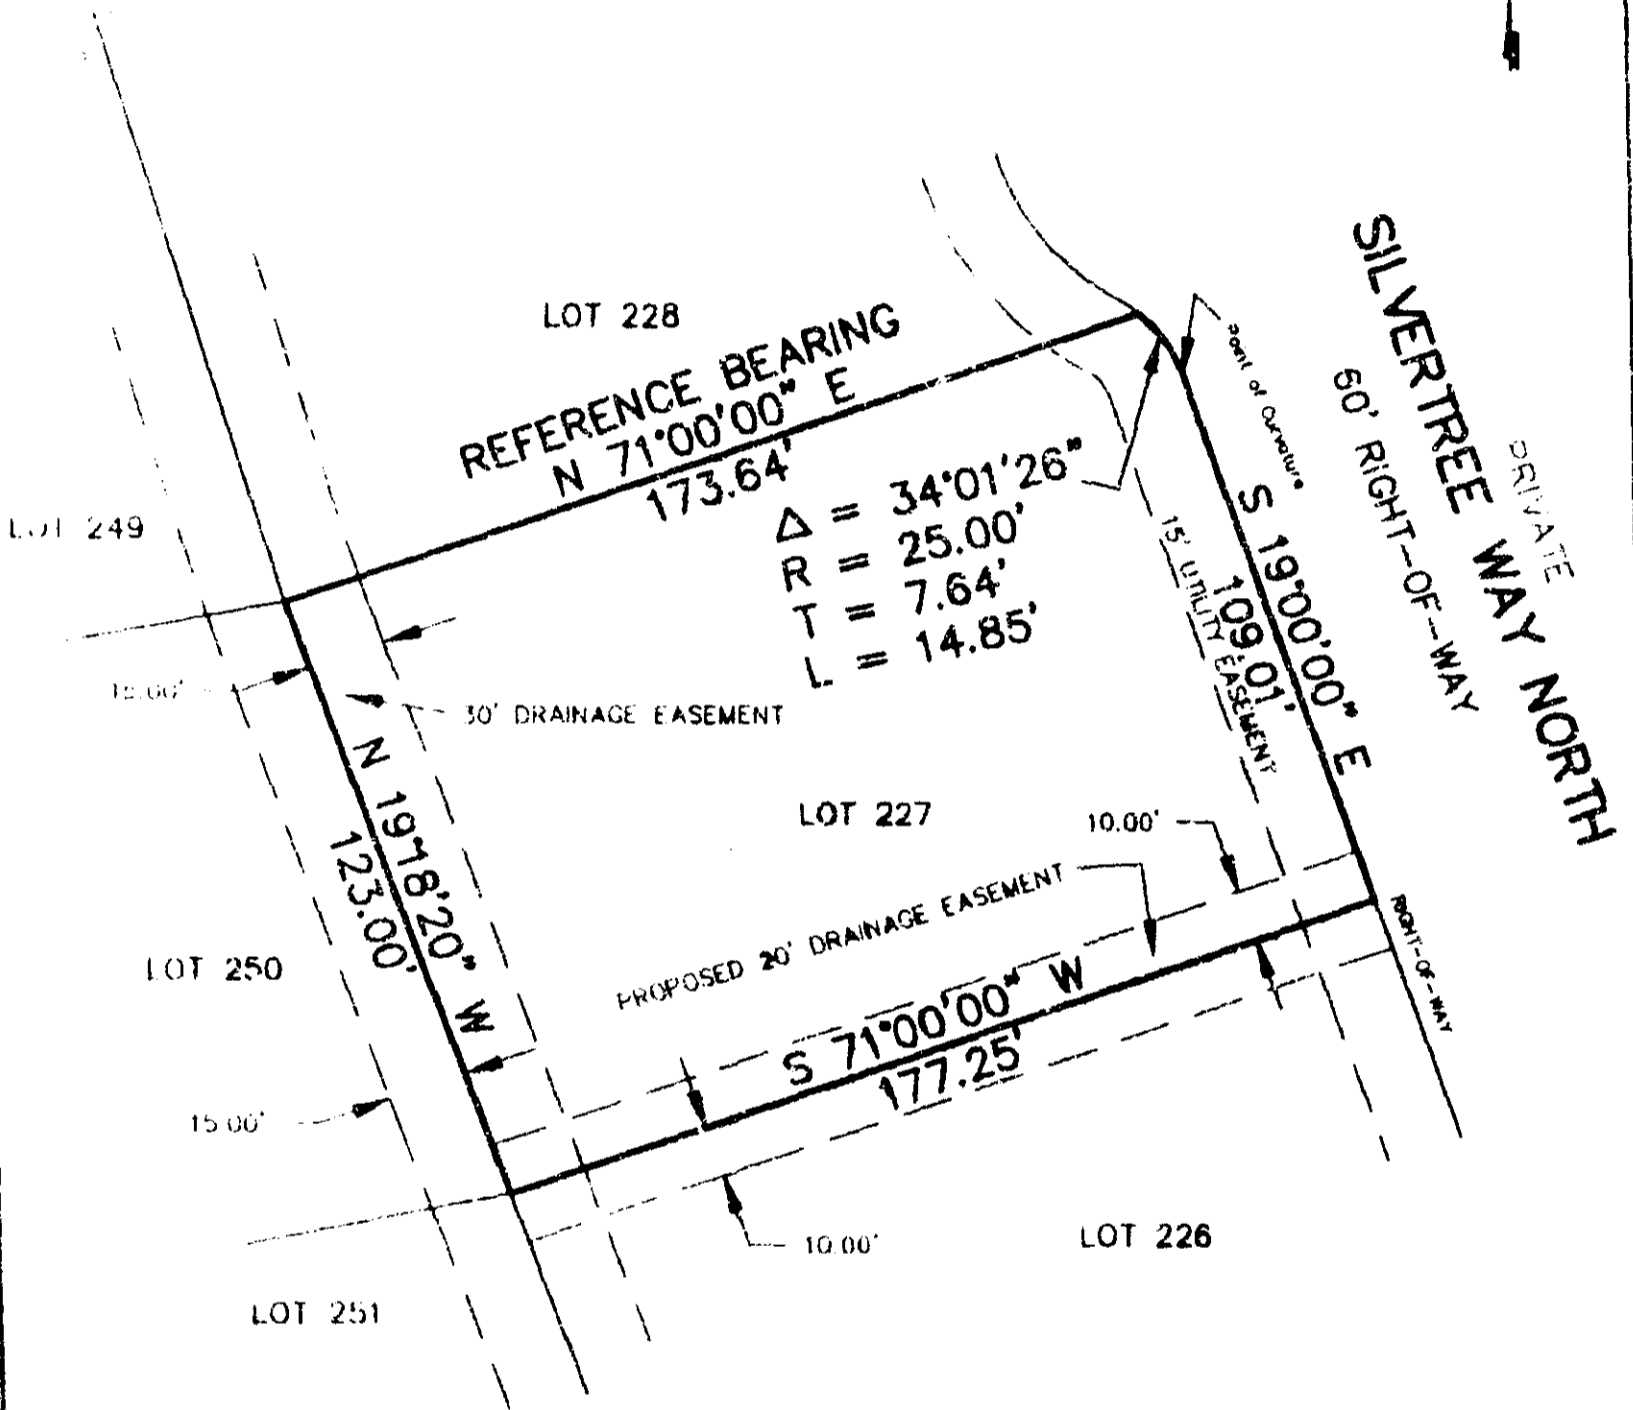 LOT 228
REFERENCE BEARING
N 71°00'00" E
173.64'
Δ = 34°01'26"
R = 25.00'
T = 7.64'
L = 14.85'
Point of Curvature
SILVERTREE WAY NORTH
PRIVATE
60' RIGHT-OF-WAY
S 19°00'00" E
109.01'
15' UTILITY EASEMENT
LOT 249
30' DRAINAGE EASEMENT
N 19°18'20" W
123.00'
LOT 227
10.00'
PROPOSED 20' DRAINAGE EASEMENT
RIGHT-OF-WAY
LOT 250
S 71°00'00" W
177.25'
15.00'
10.00'
LOT 226
LOT 251